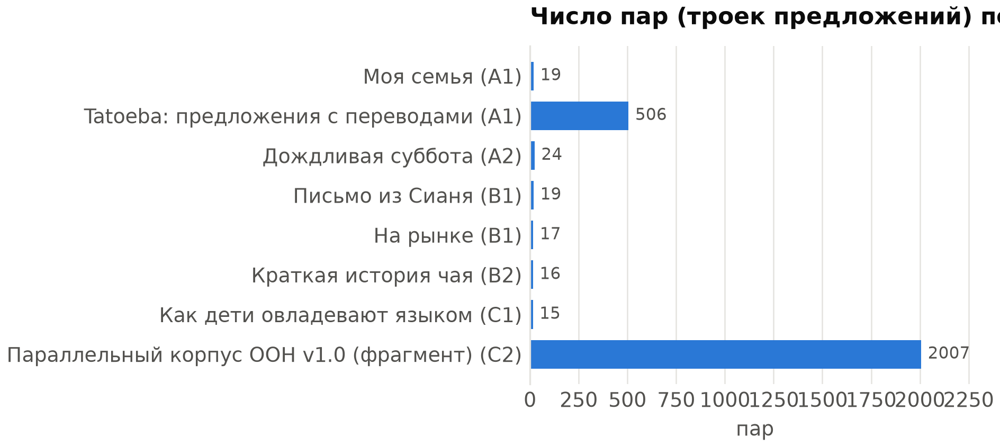 Число пар (троек предложений)
Моя семья (A1) 19
Tatoeba: предложения с переводами (A1) 506
Дождливая суббота (A2) 24
Письмо из Сианя (B1) 19
На рынке (B1) 17
Краткая история чая (B2) 16
Как дети овладевают языком (C1) 15
Параллельный корпус ООН v1.0 (фрагмент) (C2) 2007
0 250 500 750 1000 1250 1500 1750 2000 2250
пар